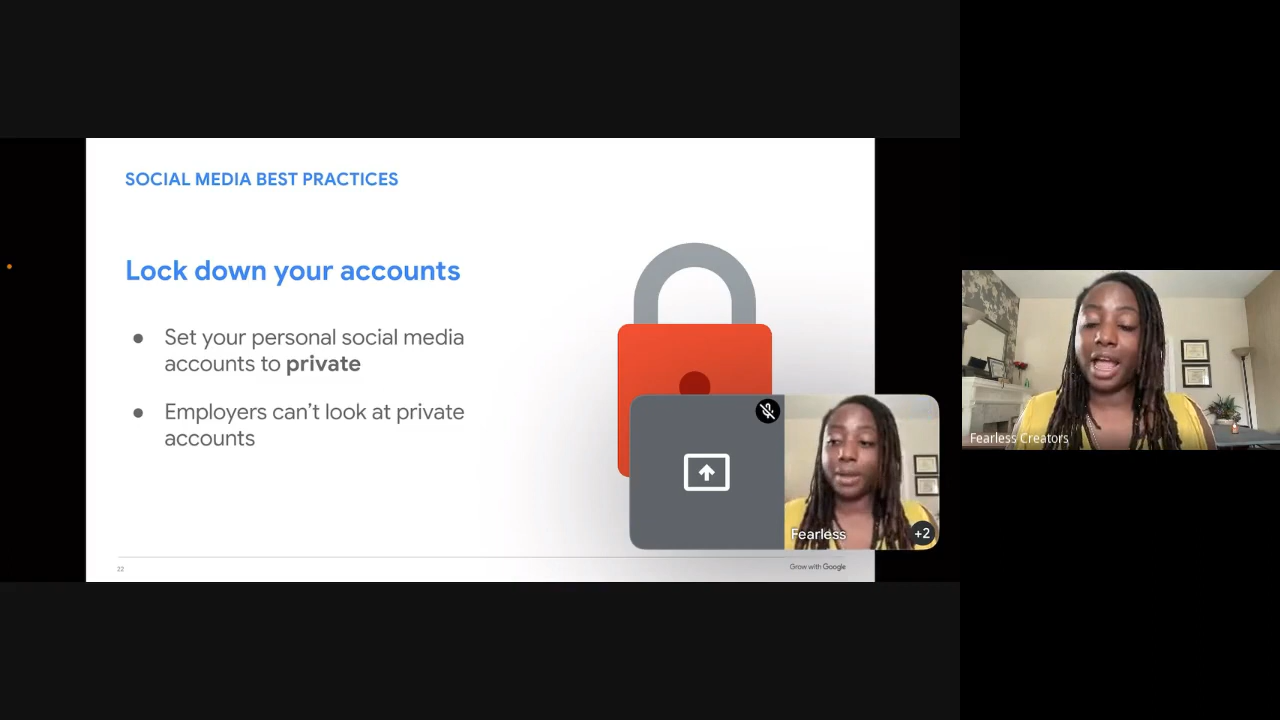 SOCIAL MEDIA BEST PRACTICES
Lock down your accounts
● Set your personal social media
accounts to private
● Employers can’t look at private
accounts
Fearless
+2
22
Grow with Google
Fearless Creators